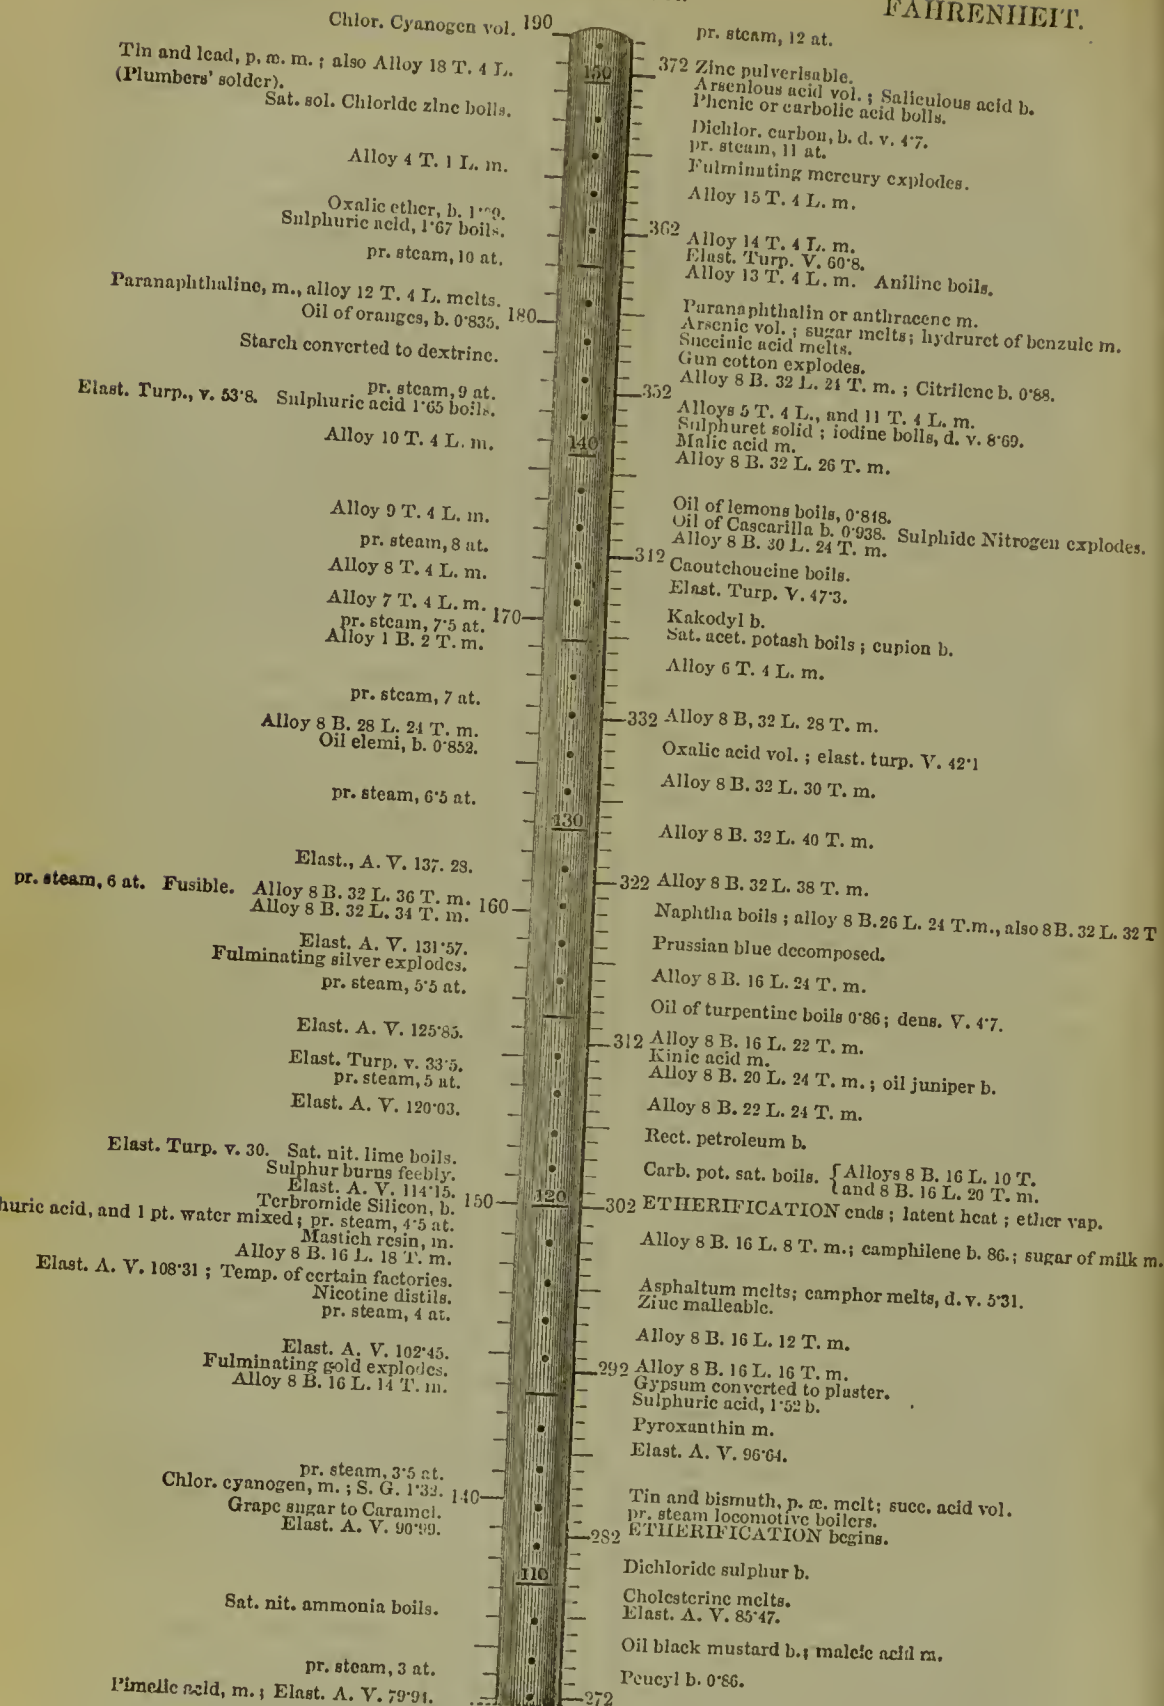 FAHRENHEIT.
Chlor. Cyanogen vol. 190
Tin and lead, p. æ. m. ; also Alloy 18 T. 4 L.
(Plumbers' solder).
Sat. sol. Chloride zinc boils.
Alloy 4 T. 1 L. m.
Oxalic ether, b.
Sulphuric acid, 1·67 boils.
pr. steam, 10 at.
Paranaphthaline, m., alloy 12 T. 4 L. melts.
Oil of oranges, b. 0·835. 180
Starch converted to dextrine.
pr. steam, 9 at.
Elast. Turp., v. 53·8. Sulphuric acid 1·65 boils.
Alloy 10 T. 4 L. m.
Alloy 9 T. 4 L. m.
pr. steam, 8 at.
Alloy 8 T. 4 L. m.
Alloy 7 T. 4 L. m. 170
pr. steam, 7·5 at.
Alloy 1 B. 2 T. m.
pr. steam, 7 at.
Alloy 8 B. 28 L. 24 T. m.
Oil elemi, b. 0·852.
pr. steam, 6·5 at.
Elast., A. V. 137. 28.
pr. steam, 6 at. Fusible. Alloy 8 B. 32 L. 36 T. m.
Alloy 8 B. 32 L. 34 T. m. 160
Elast. A. V. 131·57.
Fulminating silver explodes.
pr. steam, 5·5 at.
Elast. A. V. 125·85.
Elast. Turp. v. 33·5.
pr. steam, 5 at.
Elast. A. V. 120·03.
Elast. Turp. v. 30. Sat. nit. lime boils.
Sulphur burns feebly.
Elast. A. V. 114·15.
Terbromide Silicon, b. 150
huric acid, and 1 pt. water mixed; pr. steam, 4·5 at.
Mastich resin, m.
Alloy 8 B. 16 L. 18 T. m.
Elast. A. V. 108·31 ; Temp. of certain factories.
Nicotine distils.
pr. steam, 4 at.
Elast. A. V. 102·45.
Fulminating gold explodes.
Alloy 8 B. 16 L. 14 T. m.
pr. steam, 3·5 at.
Chlor. cyanogen, m. ; S. G. 140
Grape sugar to Caramel.
Elast. A. V. 90·99.
Sat. nit. ammonia boils.
pr. steam, 3 at.
Pimelic acid, m. ; Elast. A. V. 79·94.
150
140
130
120
110
pr. steam, 12 at.
372 Zinc pulverisable.
Arsenious acid vol. ; Saliculous acid b.
Phenic or carbolic acid boils.
Dichlor. carbon, b. d. v. 4·7.
pr. steam, 11 at.
Fulminating mercury explodes.
Alloy 15 T. 4 L. m.
362
Alloy 14 T. 4 L. m.
Elast. Turp. V. 60·8.
Alloy 13 T. 4 L. m. Aniline boils.
Paranaphthalin or anthracene m.
Arsenic vol. ; sugar melts; hydruret of benzule m.
Succinic acid melts.
Gun cotton explodes.
352 Alloy 8 B. 32 L. 24 T. m. ; Citrilene b. 0·88.
Alloys 5 T. 4 L., and 11 T. 4 L. m.
Sulphuret solid ; iodine boils, d. v. 8·69.
Malic acid m.
Alloy 8 B. 32 L. 26 T. m.
Oil of lemons boils, 0·848.
Oil of Cascarilla b. 0·938. Sulphide Nitrogen explodes.
Alloy 8 B. 30 L. 24 T. m.
312 Caoutchoucine boils.
Elast. Turp. V. 47·3.
Kakodyl b.
Sat. acet. potash boils ; eupion b.
Alloy 6 T. 4 L. m.
332 Alloy 8 B, 32 L. 28 T. m.
Oxalic acid vol. ; elast. turp. V. 42·1
Alloy 8 B. 32 L. 30 T. m.
Alloy 8 B. 32 L. 40 T. m.
322 Alloy 8 B. 32 L. 38 T. m.
Naphtha boils ; alloy 8 B. 26 L. 24 T.m., also 8 B. 32 L. 32 T
Prussian blue decomposed.
Alloy 8 B. 16 L. 24 T. m.
Oil of turpentine boils 0·86 ; dens. V. 4·7.
312 Alloy 8 B. 16 L. 22 T. m.
Kinic acid m.
Alloy 8 B. 20 L. 24 T. m. ; oil juniper b.
Alloy 8 B. 22 L. 24 T. m.
Rect. petroleum b.
Carb. pot. sat. boils. { Alloys 8 B. 16 L. 10 T.
and 8 B. 16 L. 20 T. m.
302 ETHERIFICATION ends ; latent heat ; ether vap.
Alloy 8 B. 16 L. 8 T. m.; camphilene b. 86.; sugar of milk m.
Asphaltum melts; camphor melts, d. v. 5·31.
Zinc malleable.
Alloy 8 B. 16 L. 12 T. m.
292 Alloy 8 B. 16 L. 16 T. m.
Gypsum converted to plaster.
Sulphuric acid, 1·52 b.
Pyroxanthin m.
Elast. A. V. 96·64.
Tin and bismuth, p. æ. melt; succ. acid vol.
pr. steam locomotive boilers.
282 ETHERIFICATION begins.
Dichloride sulphur b.
Cholesterine melts.
Elast. A. V. 85·47.
Oil black mustard b.; maleic acid m.
Peucyl b. 0·86.
272